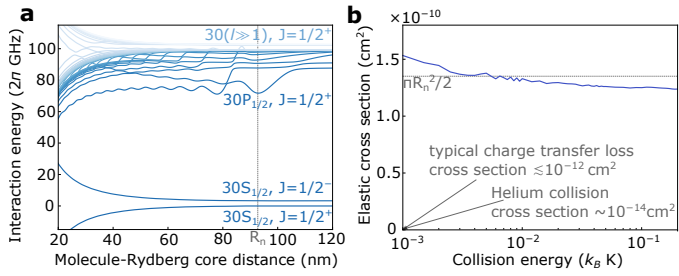 a
Interaction energy (2π GHz)
100
80
60
40
20
0
30(l≫1), J=1/2⁺
30P₁/₂, J=1/2⁺
30S₁/₂, J=1/2⁻
30S₁/₂, J=1/2⁺
20
40
60
80
100
120
Rₙ
Molecule-Rydberg core distance (nm)
b
×10⁻¹⁰
Elastic cross section (cm²)
2.0
1.5
1.0
0.5
0.0
πRₙ²/2
typical charge transfer loss
cross section ≲10⁻¹² cm²
Helium collision
cross section ~10⁻¹⁴cm²
10⁻³
10⁻²
10⁻¹
Collision energy (k_B K)